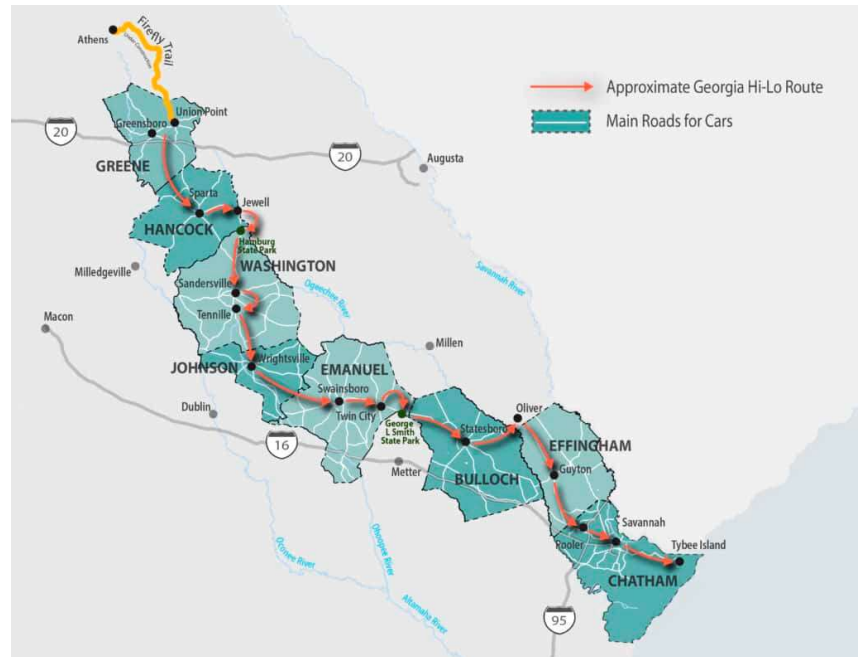 Firefly Trail
Under Construction
Athens
Approximate Georgia Hi-Lo Route
Main Roads for Cars
Union Point
Greensboro
20
20
Augusta
GREENE
Sparta
Jewell
HANCOCK
Hamburg
State Park
WASHINGTON
Milledgeville
Savannah River
Sandersville
Ogeechee River
Tennille
Macon
Millen
JOHNSON
Wrightsville
EMANUEL
Swainsboro
Dublin
Twin City
George
L Smith
State Park
Oliver
Statesboro
16
EFFINGHAM
Metter
Guyton
BULLOCH
Savannah
Pooler
Tybee Island
Oconee River
Ohoopee River
CHATHAM
Altamaha River
95